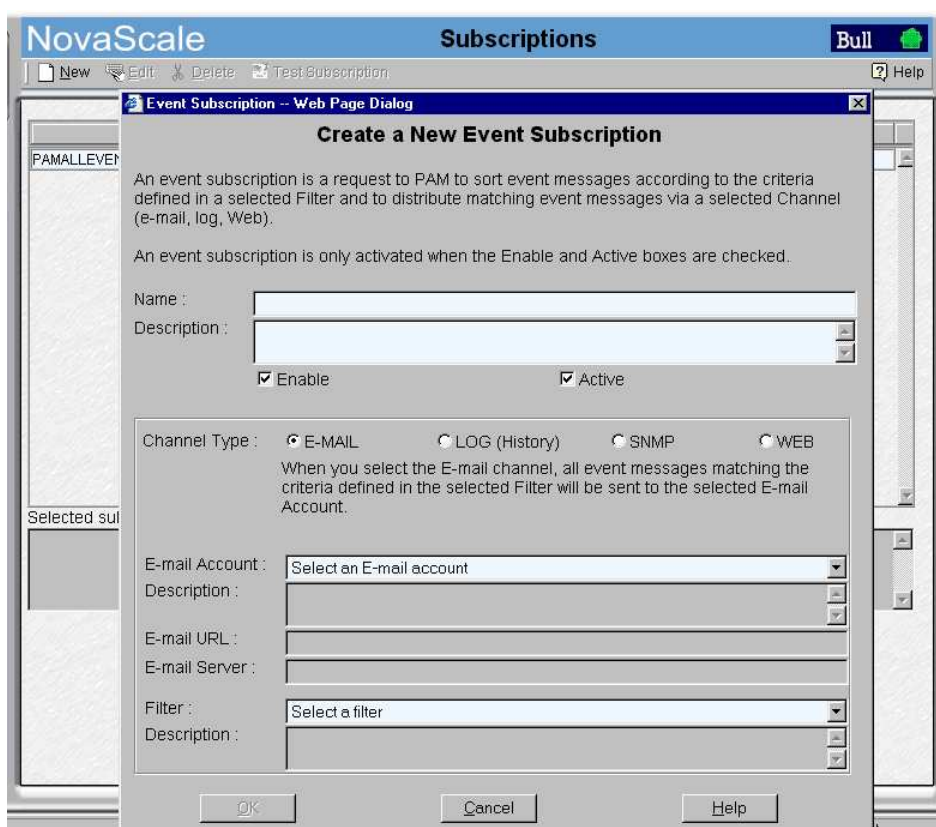 NovaScale Subscriptions Bull
New Edit Delete Test Subscription Help
Event Subscription -- Web Page Dialog
Create a New Event Subscription
PAMALLEVEN
An event subscription is a request to PAM to sort event messages according to the criteria
defined in a selected Filter and to distribute matching event messages via a selected Channel
(e-mail, log, Web).
An event subscription is only activated when the Enable and Active boxes are checked.
Name :
Description :
Enable Active
Channel Type : E-MAIL LOG (History) SNMP WEB
When you select the E-mail channel, all event messages matching the
criteria defined in the selected Filter will be sent to the selected E-mail
Account.
Selected sul
E-mail Account : Select an E-mail account
Description :
E-mail URL :
E-mail Server :
Filter : Select a filter
Description :
OK Cancel Help